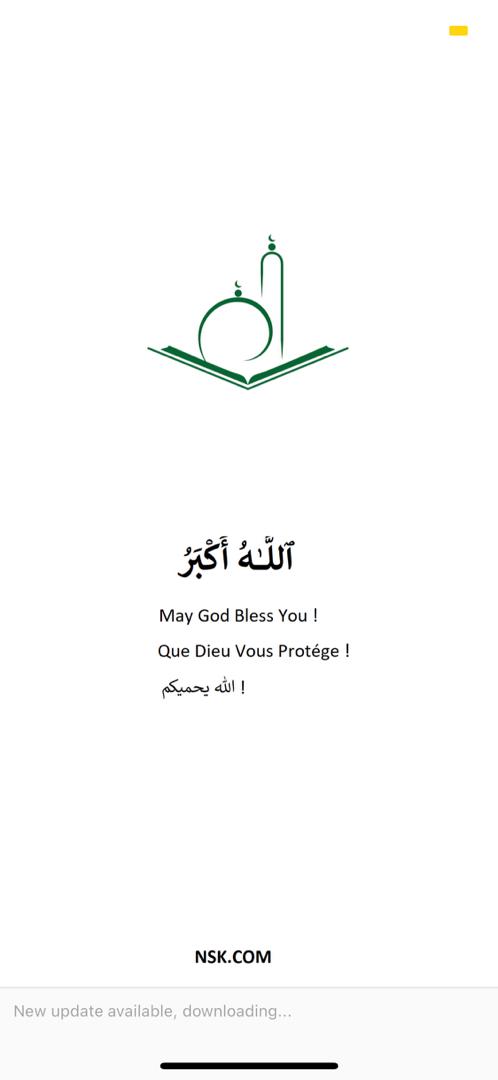 ٱللَّـٰهُ أَكْبَرُ
May God Bless You !
Que Dieu Vous Protége !
الله يحميكم !
NSK.COM
New update available, downloading...